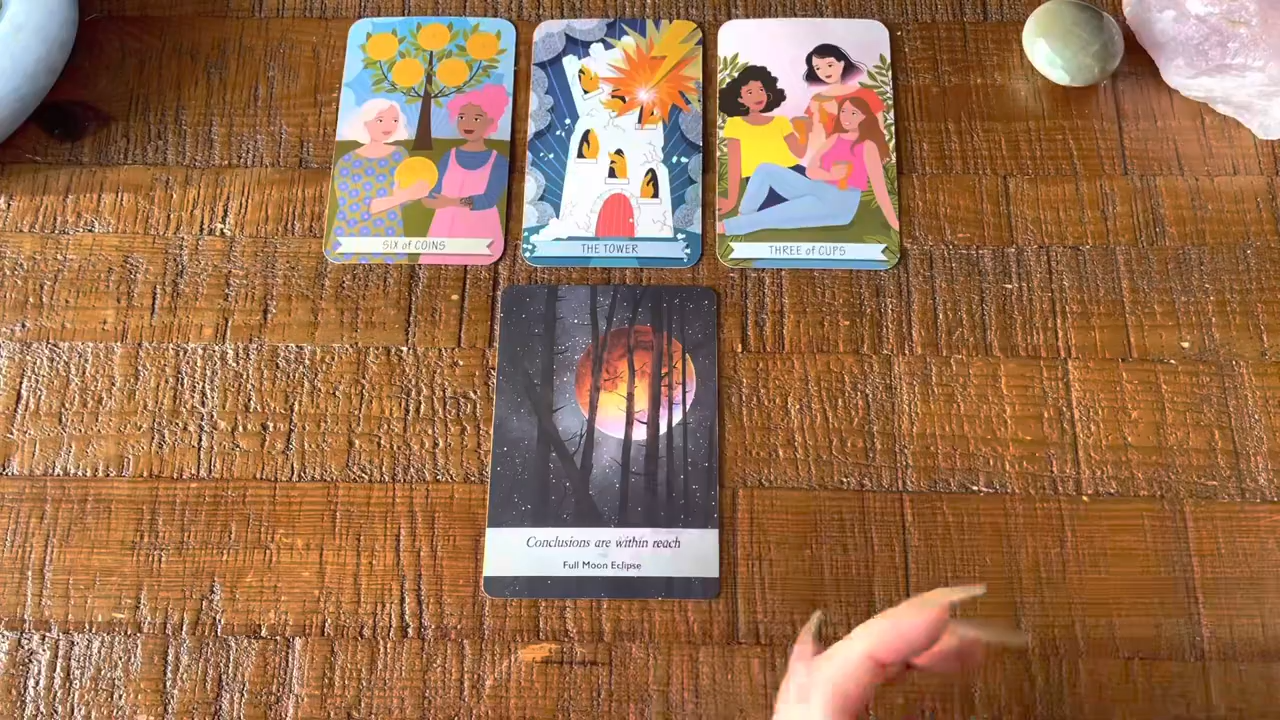 SIX of COINS
THE TOWER
THREE of CUPS
Conclusions are within reach
Full Moon Eclipse